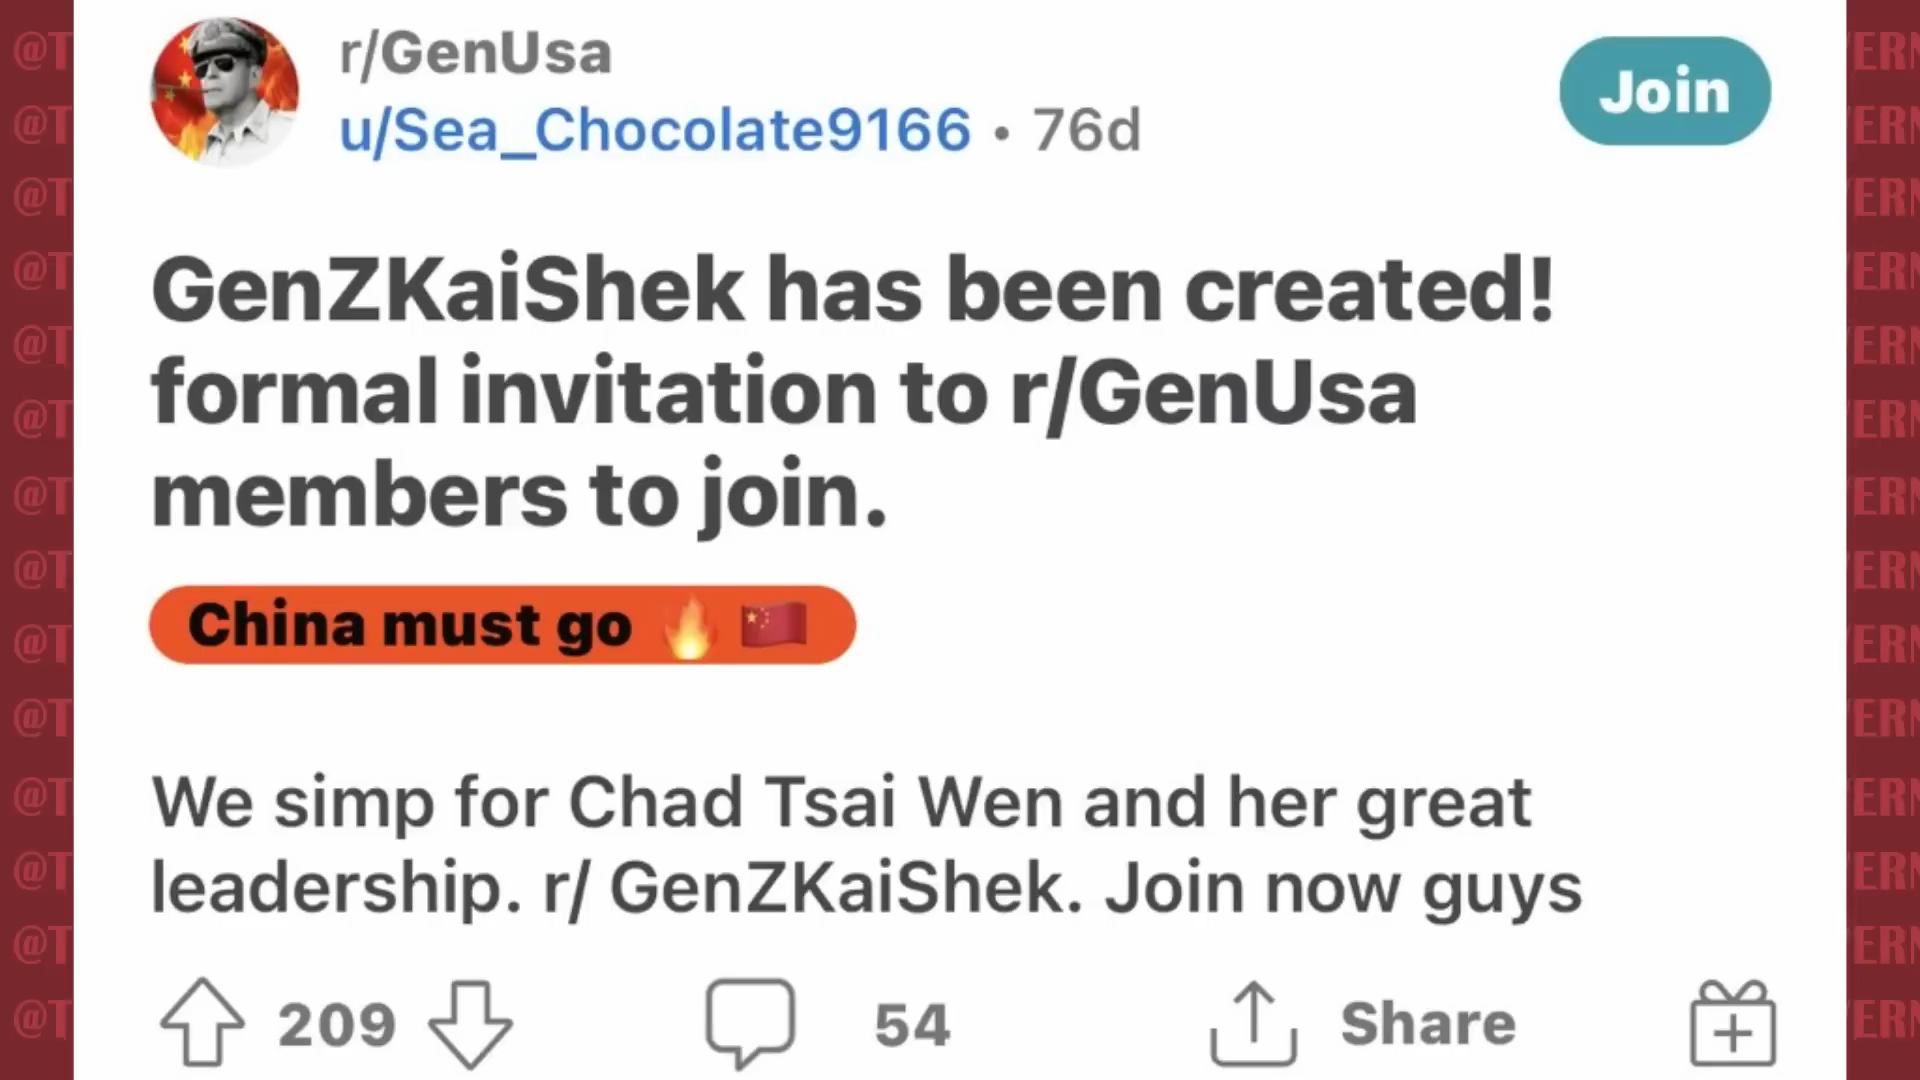 r/GenUsa
u/Sea_Chocolate9166 • 76d
Join
GenZKaiShek has been created!
formal invitation to r/GenUsa
members to join.
China must go 🔥 🇨🇳
We simp for Chad Tsai Wen and her great
leadership. r/ GenZKaiShek. Join now guys
209
54
Share